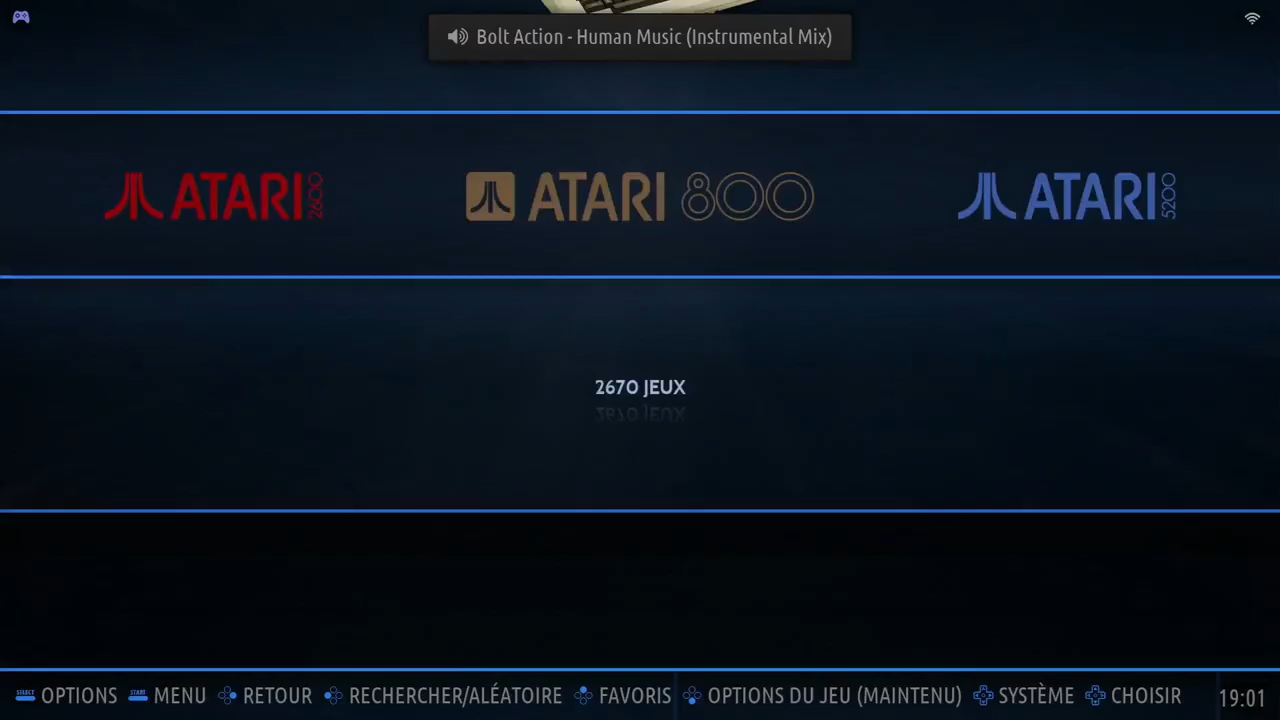 Bolt Action - Human Music (Instrumental Mix)
ATARI 2600
ATARI 800
ATARI 5200
2670 JEUX
SELECT OPTIONS START MENU RETOUR RECHERCHER/ALÉATOIRE FAVORIS OPTIONS DU JEU (MAINTENU) SYSTÈME CHOISIR 19:01